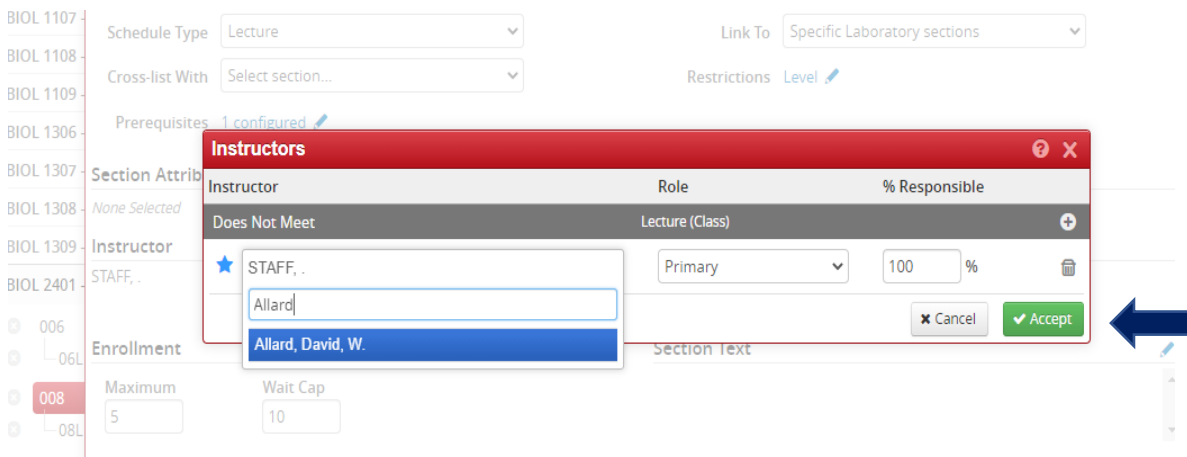 BIOL 1107 -
BIOL 1108 -
BIOL 1109 -
BIOL 1306 -
BIOL 1307 -
BIOL 1308 -
BIOL 1309 -
BIOL 2401 -
006
06L
008
08L
Schedule Type Lecture Link To Specific Laboratory sections
Cross-list With Select section... Restrictions Level
Prerequisites 1 configured
Section Attrib
None Selected
Instructor
STAFF, .
Instructors
Instructor Role % Responsible
Does Not Meet Lecture (Class)
STAFF, . Primary 100 %
Allard
Allard, David, W.
Cancel Accept
Enrollment Section Text
Maximum Wait Cap
5 10